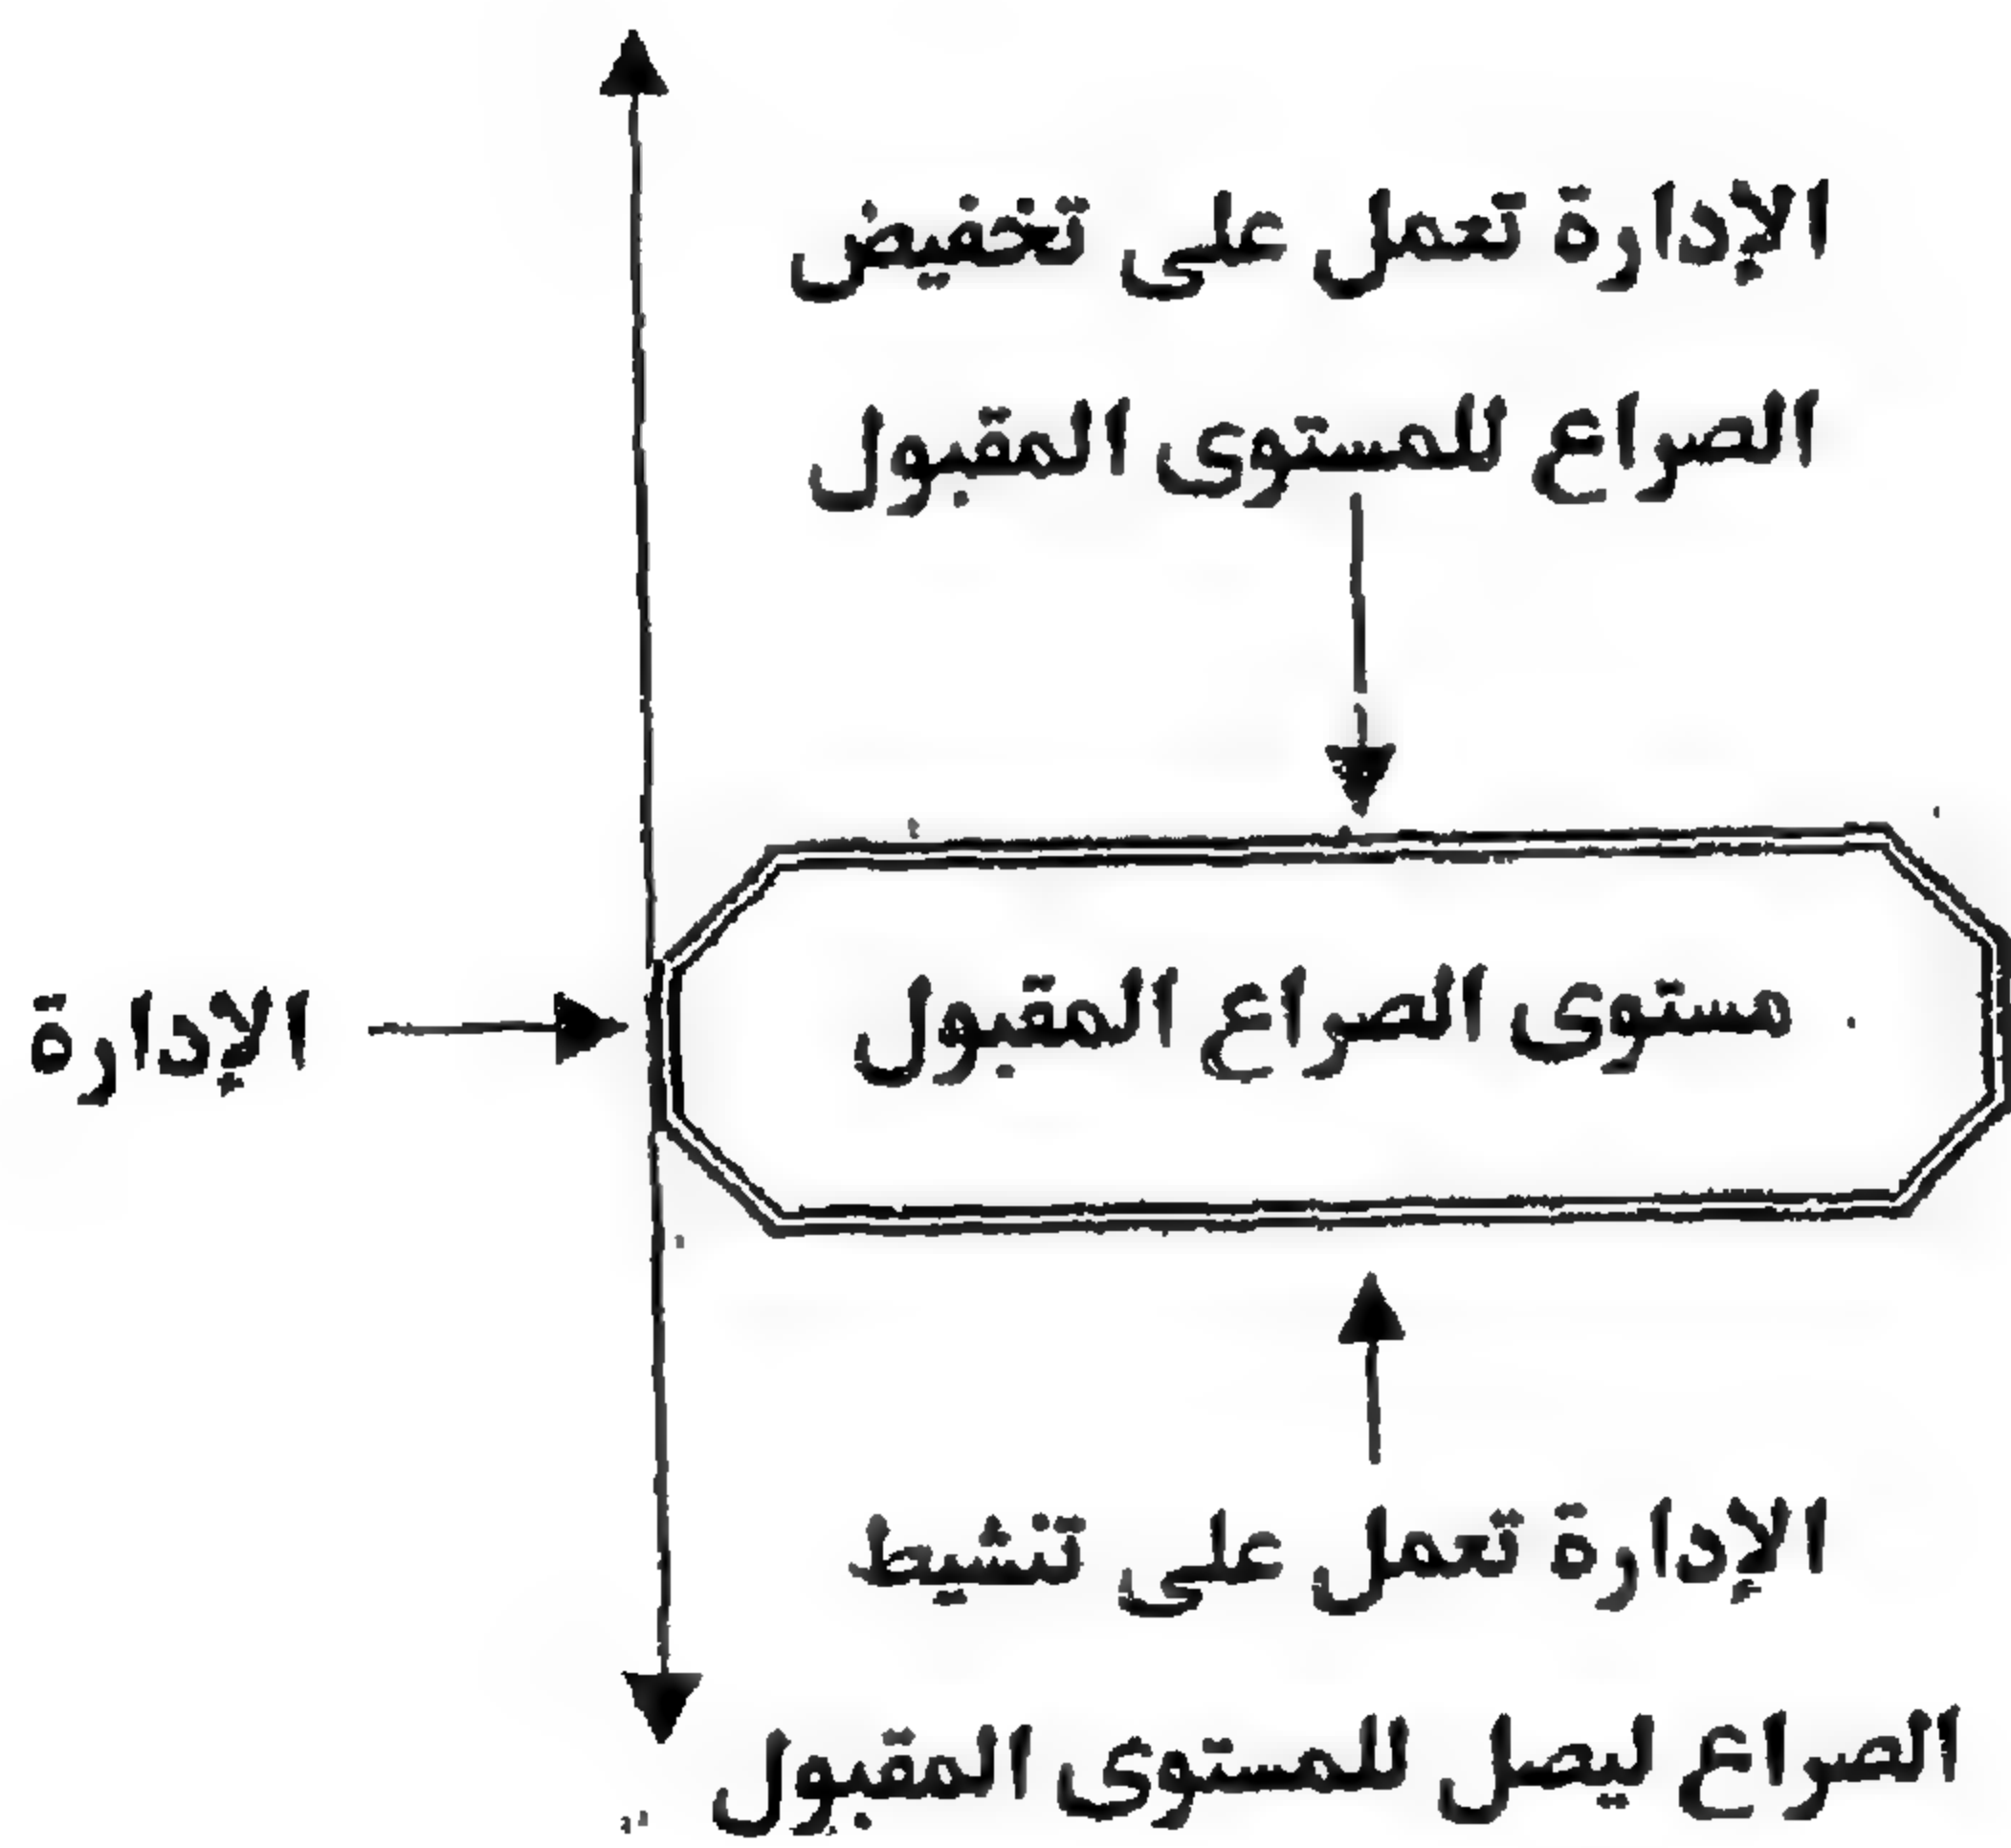 الإدارة تعمل على تخفيض
الصراع للمستوى المقبول
مستوى الصراع المقبول
الإدارة
الإدارة تعمل على تنشيط
الصراع ليصل للمستوى المقبول